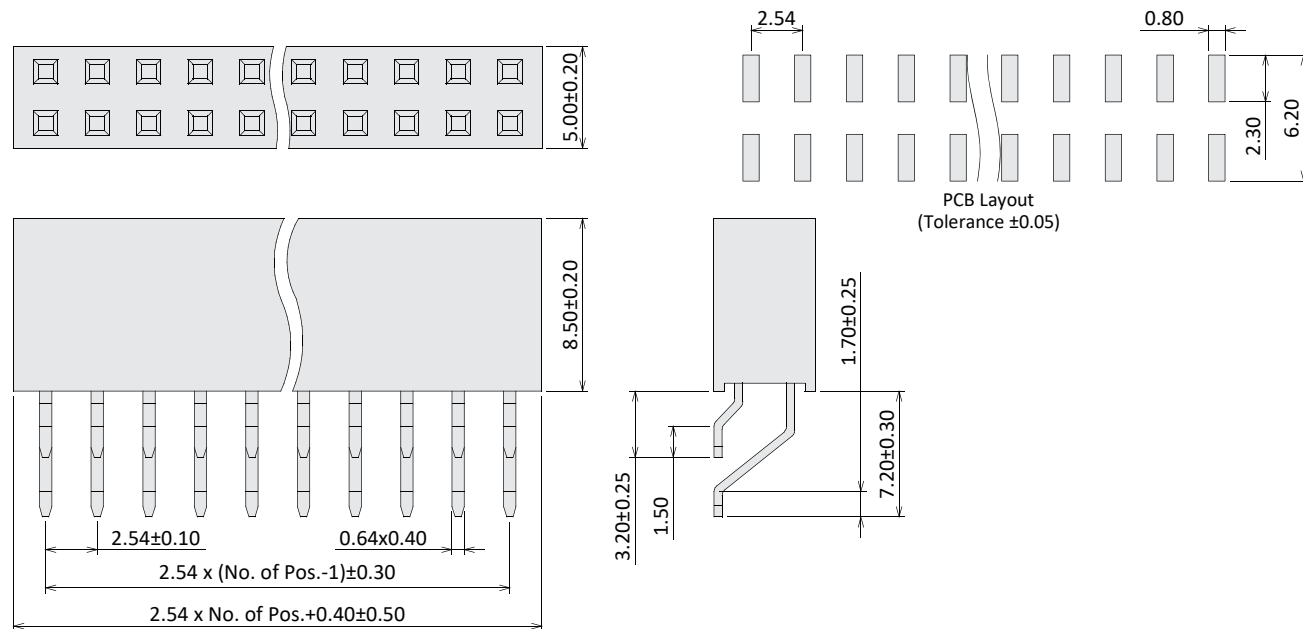 2.54
0.80
5.00±0.20
2.30
6.20
PCB Layout
(Tolerance ±0.05)
8.50±0.20
1.70±0.25
7.20±0.30
3.20±0.25
1.50
2.54±0.10
0.64x0.40
2.54 x (No. of Pos.-1)±0.30
2.54 x No. of Pos.+0.40±0.50